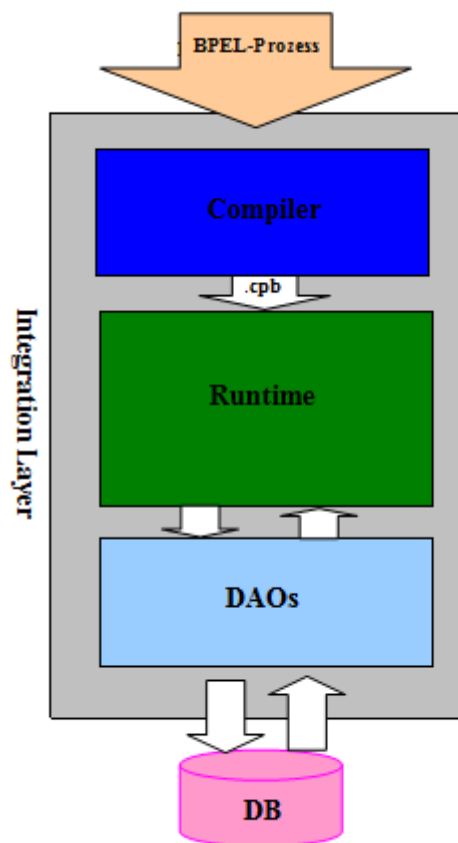 BPEL-Prozess
Compiler
.cpb
Runtime
Integration Layer
DAOs
DB